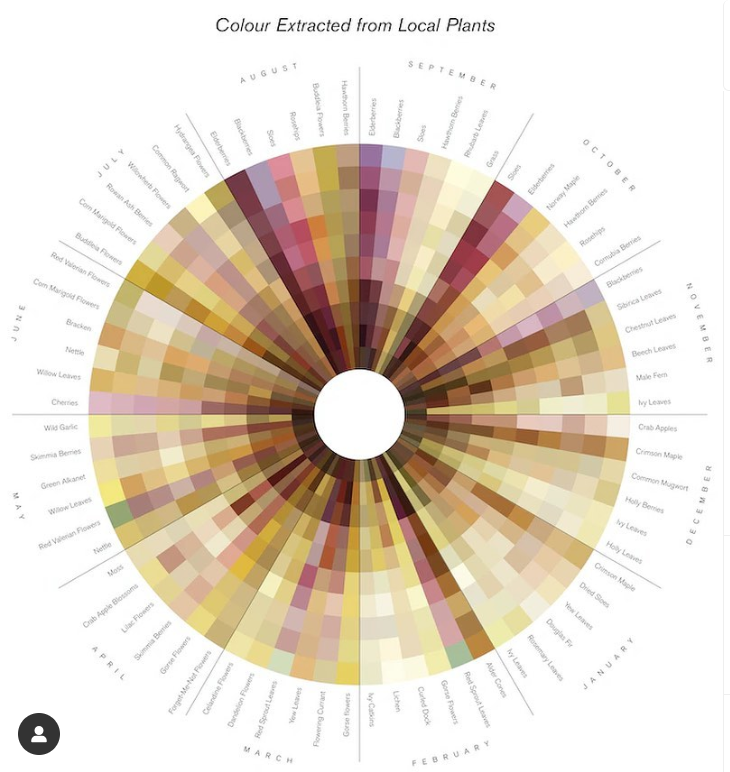 Colour Extracted from Local Plants
AUGUST
Hydrangea Flowers
Elderberries
Blackberries
Sloes
Rosehips
Buddleia Flowers
Hawthorn Berries
SEPTEMBER
Elderberries
Blackberries
Sloes
Hawthorn Berries
Rhubarb Leaves
Grass
OCTOBER
Sloes
Elderberries
Norway Maple
Hawthorn Berries
Rosehips
Cornubia Berries
NOVEMBER
Blackberries
Sibirica Leaves
Chestnut Leaves
Beech Leaves
Male Fern
Ivy Leaves
DECEMBER
Crab Apples
Crimson Maple
Common Mugwort
Holly Berries
Ivy Leaves
Holly Leaves
JANUARY
Crimson Maple
Dried Sloes
Yew Leaves
Douglas Fir
Rosemary Leaves
Ivy Leaves
FEBRUARY
Alder Cones
Red Sprout Leaves
Gorse Flowers
Curled Dock
Lichen
Ivy Catkins
MARCH
Gorse flowers
Flowering Currant
Yew Leaves
Red Sprout Leaves
Dandelion Flowers
Celandine Flowers
APRIL
Forget-Me-Not Flowers
Gorse Flowers
Skimmia Berries
Lilac Flowers
Crab Apple Blossoms
Moss
MAY
Nettle
Red Valerian Flowers
Willow Leaves
Green Alkanet
Skimmia Berries
Wild Garlic
JUNE
Cherries
Willow Leaves
Nettle
Bracken
Corn Marigold Flowers
Red Valerian Flowers
JULY
Buddleia Flowers
Corn Marigold Flowers
Rowan Ash Berries
Willowherb Flowers
Common Ragwort